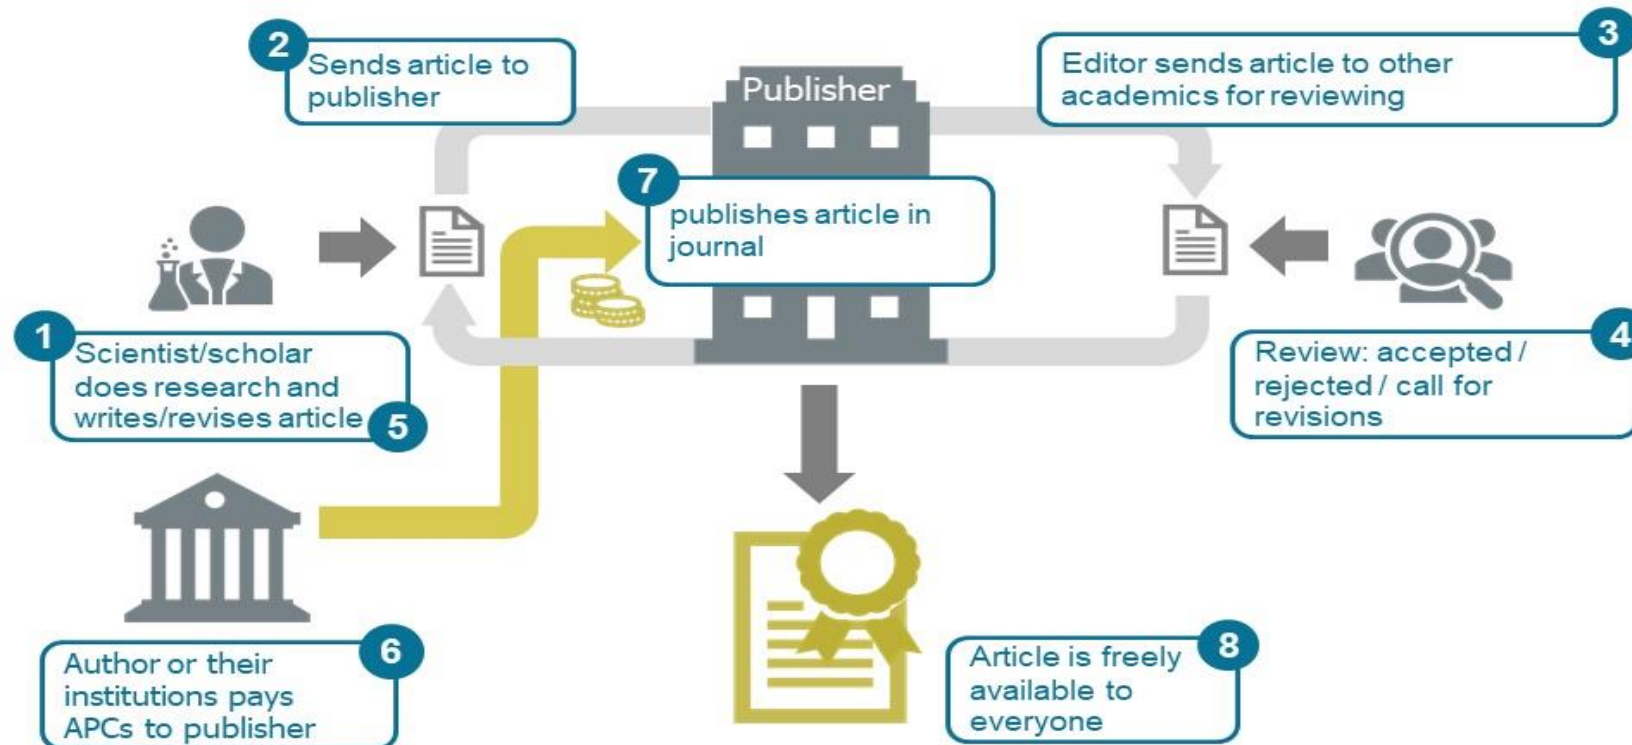 2
Sends article to
publisher
Publisher
3
Editor sends article to other
academics for reviewing
7
publishes article in
journal
1
Scientist/scholar
does research and
writes/revises article
5
4
Review: accepted /
rejected / call for
revisions
6
Author or their
institutions pays
APCs to publisher
8
Article is freely
available to
everyone